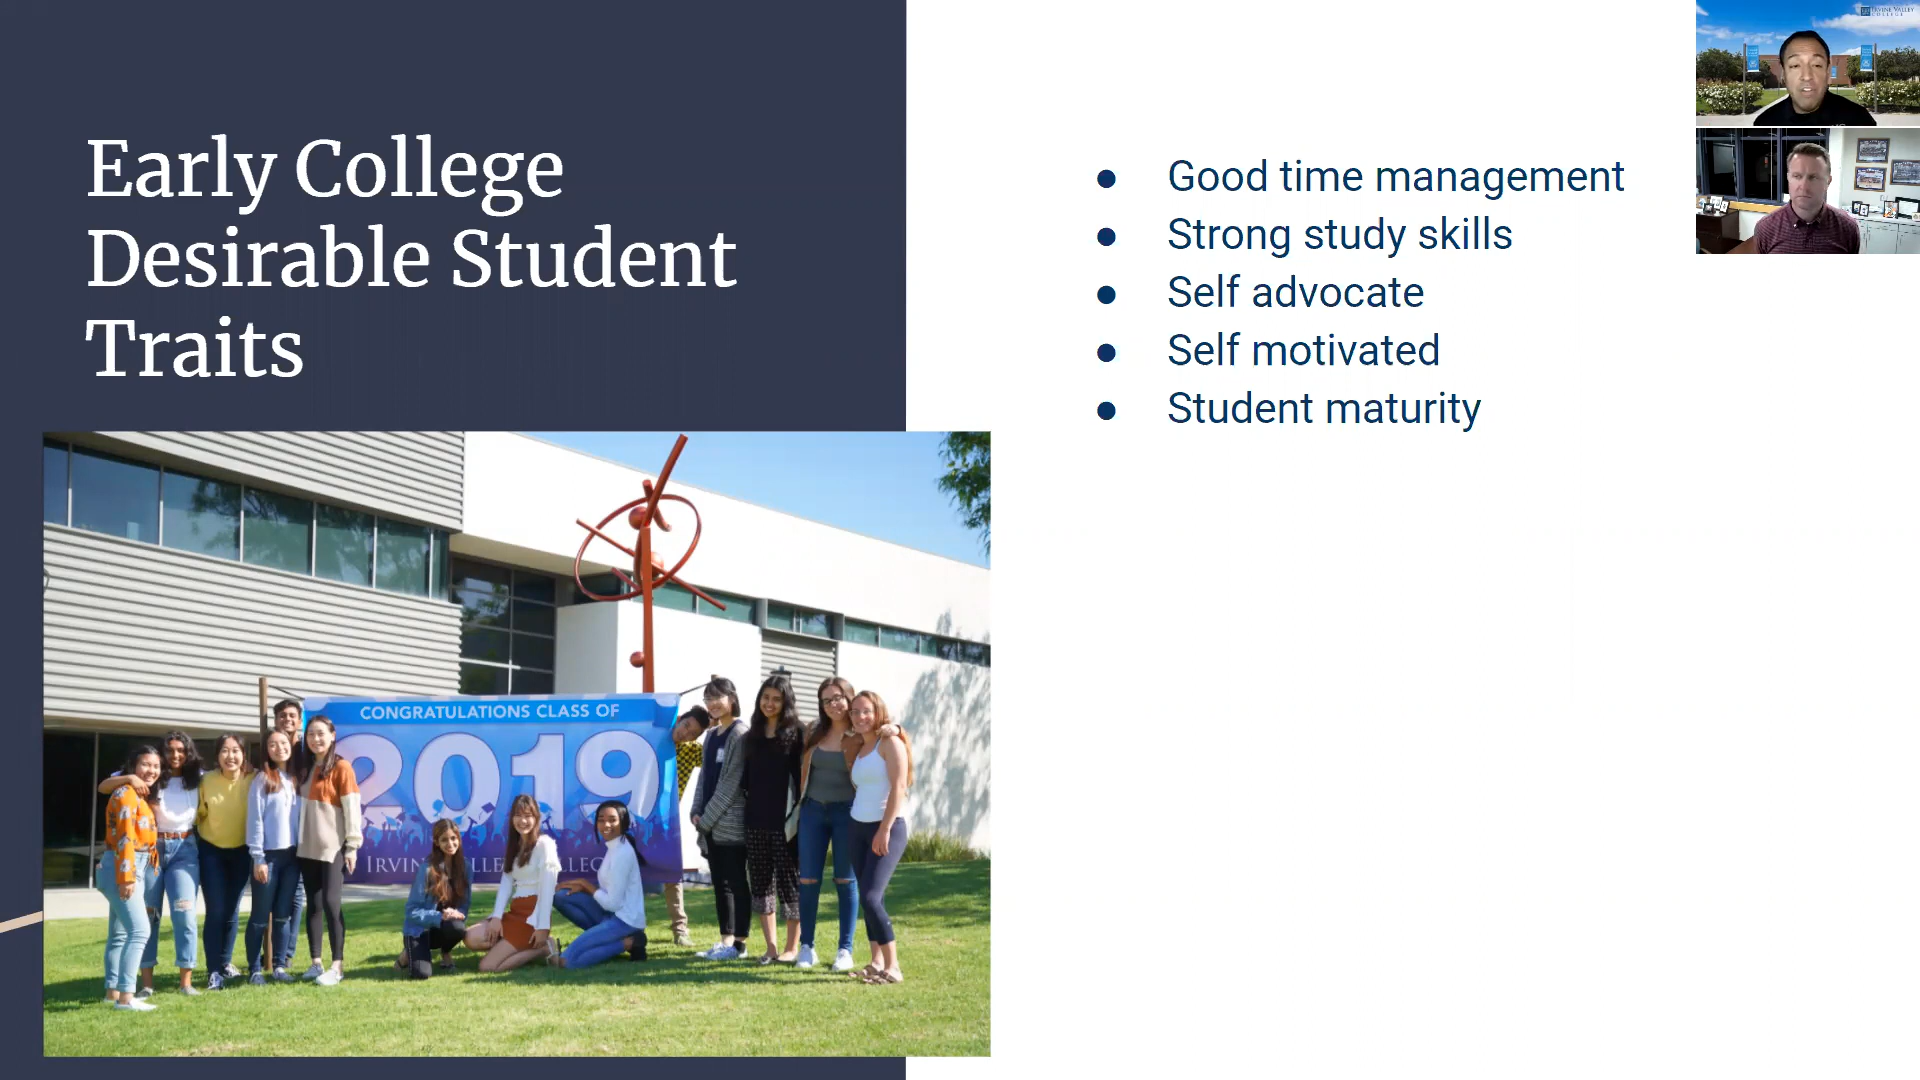 Early College
Desirable Student
Traits
● Good time management
● Strong study skills
● Self advocate
● Self motivated
● Student maturity
CONGRATULATIONS CLASS OF
2019
IRVINE VALLEY
COLLEGE